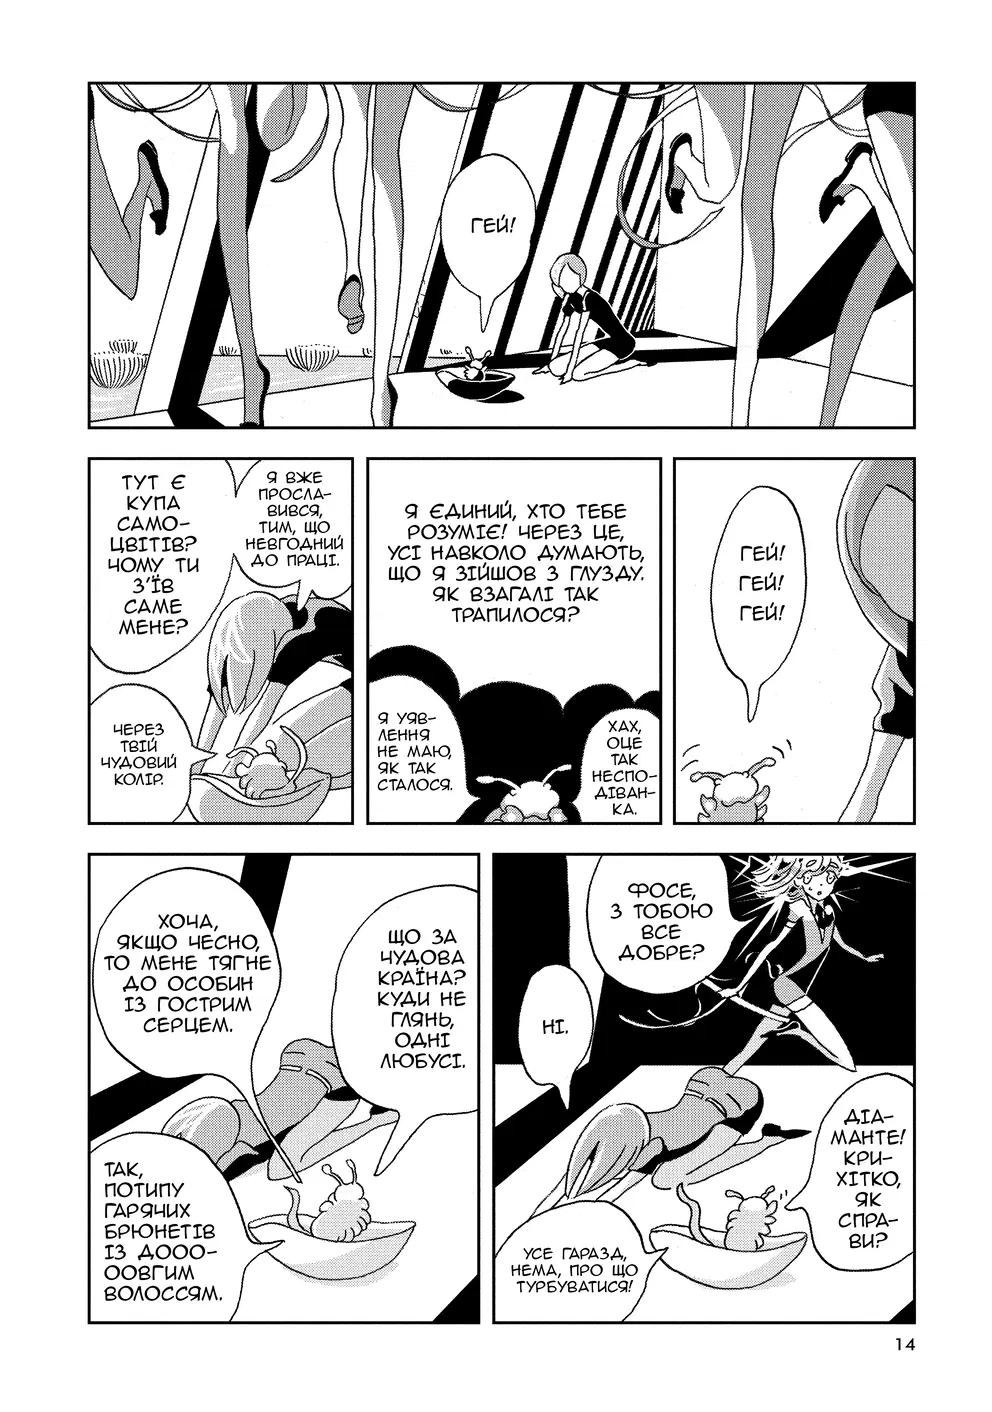 ГЕЙ!
ГЕЙ!
ГЕЙ!
ГЕЙ!
Я ЄДИНИЙ, ХТО ТЕБЕ
РОЗУМІЄ! ЧЕРЕЗ ЦЕ,
УСІ НАВКОЛО ДУМАЮТЬ,
ЩО Я ЗІЙШОВ З ГЛУЗДУ.
ЯК ВЗАГАЛІ ТАК
ТРАПИЛОСЯ?
ХАХ,
ОЦЕ
ТАК
НЕСПО-
ДІВАН-
КА.
Я УЯВ-
ЛЕННЯ
НЕ МАЮ,
ЯК ТАК
СТАЛОСЯ.
Я ВЖЕ
ПРОСЛА-
ВИВСЯ,
ТИМ, ЩО
НЕВГОДНИЙ
ДО ПРАЦІ.
ТУТ Є
КУПА
САМО-
ЦВІТІВ?
ЧОМУ ТИ
З'ЇВ
САМЕ
МЕНЕ?
ЧЕРЕЗ
ТВІЙ
ЧУДОВИЙ
КОЛІР.
ФОСЕ,
З ТОБОЮ
ВСЕ
ДОБРЕ?
НІ.
ДІА-
МАНТЕ!
КРИ-
ХІТКО,
ЯК
СПРА-
ВИ?
УСЕ ГАРАЗД,
НЕМА, ПРО ЩО
ТУРБУВАТИСЯ!
ЩО ЗА
ЧУДОВА
КРАЇНА?
КУДИ НЕ
ГЛЯНЬ,
ОДНІ
ЛЮБУСІ.
ХОЧА,
ЯКЩО ЧЕСНО,
ТО МЕНЕ ТЯГНЕ
ДО ОСОБИН
ІЗ ГОСТРИМ
СЕРЦЕМ.
ТАК,
ПОТИПУ
ГАРЯЧИХ
БРЮНЕТІВ
ІЗ ДООО-
ООВГИМ
ВОЛОССЯМ.
14